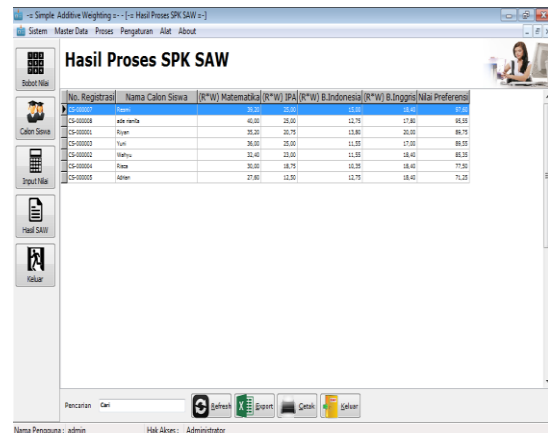 -= Simple Additive Weighting =- - [-= Hasil Proses SPK SAW =-]
Sistem Master Data Proses Pengaturan Alat About
Hasil Proses SPK SAW
Bobot Nilai
Calon Siswa
Input Nilai
Hasil SAW
Keluar
No. Registrasi Nama Calon Siswa (R*W) Matematika (R*W) IPA (R*W) B.Indonesia (R*W) B.Inggris Nilai Preferensi
CS-000007 39,20 25,00 15,00 18,40 97,60
CS-000008 40,00 25,00 12,75 17,80 95,55
CS-000001 Riyan 35,20 20,75 13,80 20,00 89,75
CS-000003 Yuni 36,00 25,00 11,55 17,00 89,55
CS-000002 Wahyu 32,40 23,00 11,55 18,40 85,35
CS-000004 Risca 30,00 18,75 10,35 18,40 77,50
CS-000005 Adrian 27,60 12,50 12,75 18,40 71,25
Pencarian Cari Refresh Export Cetak Keluar
Nama Pengguna : admin Hak Akses : Administrator